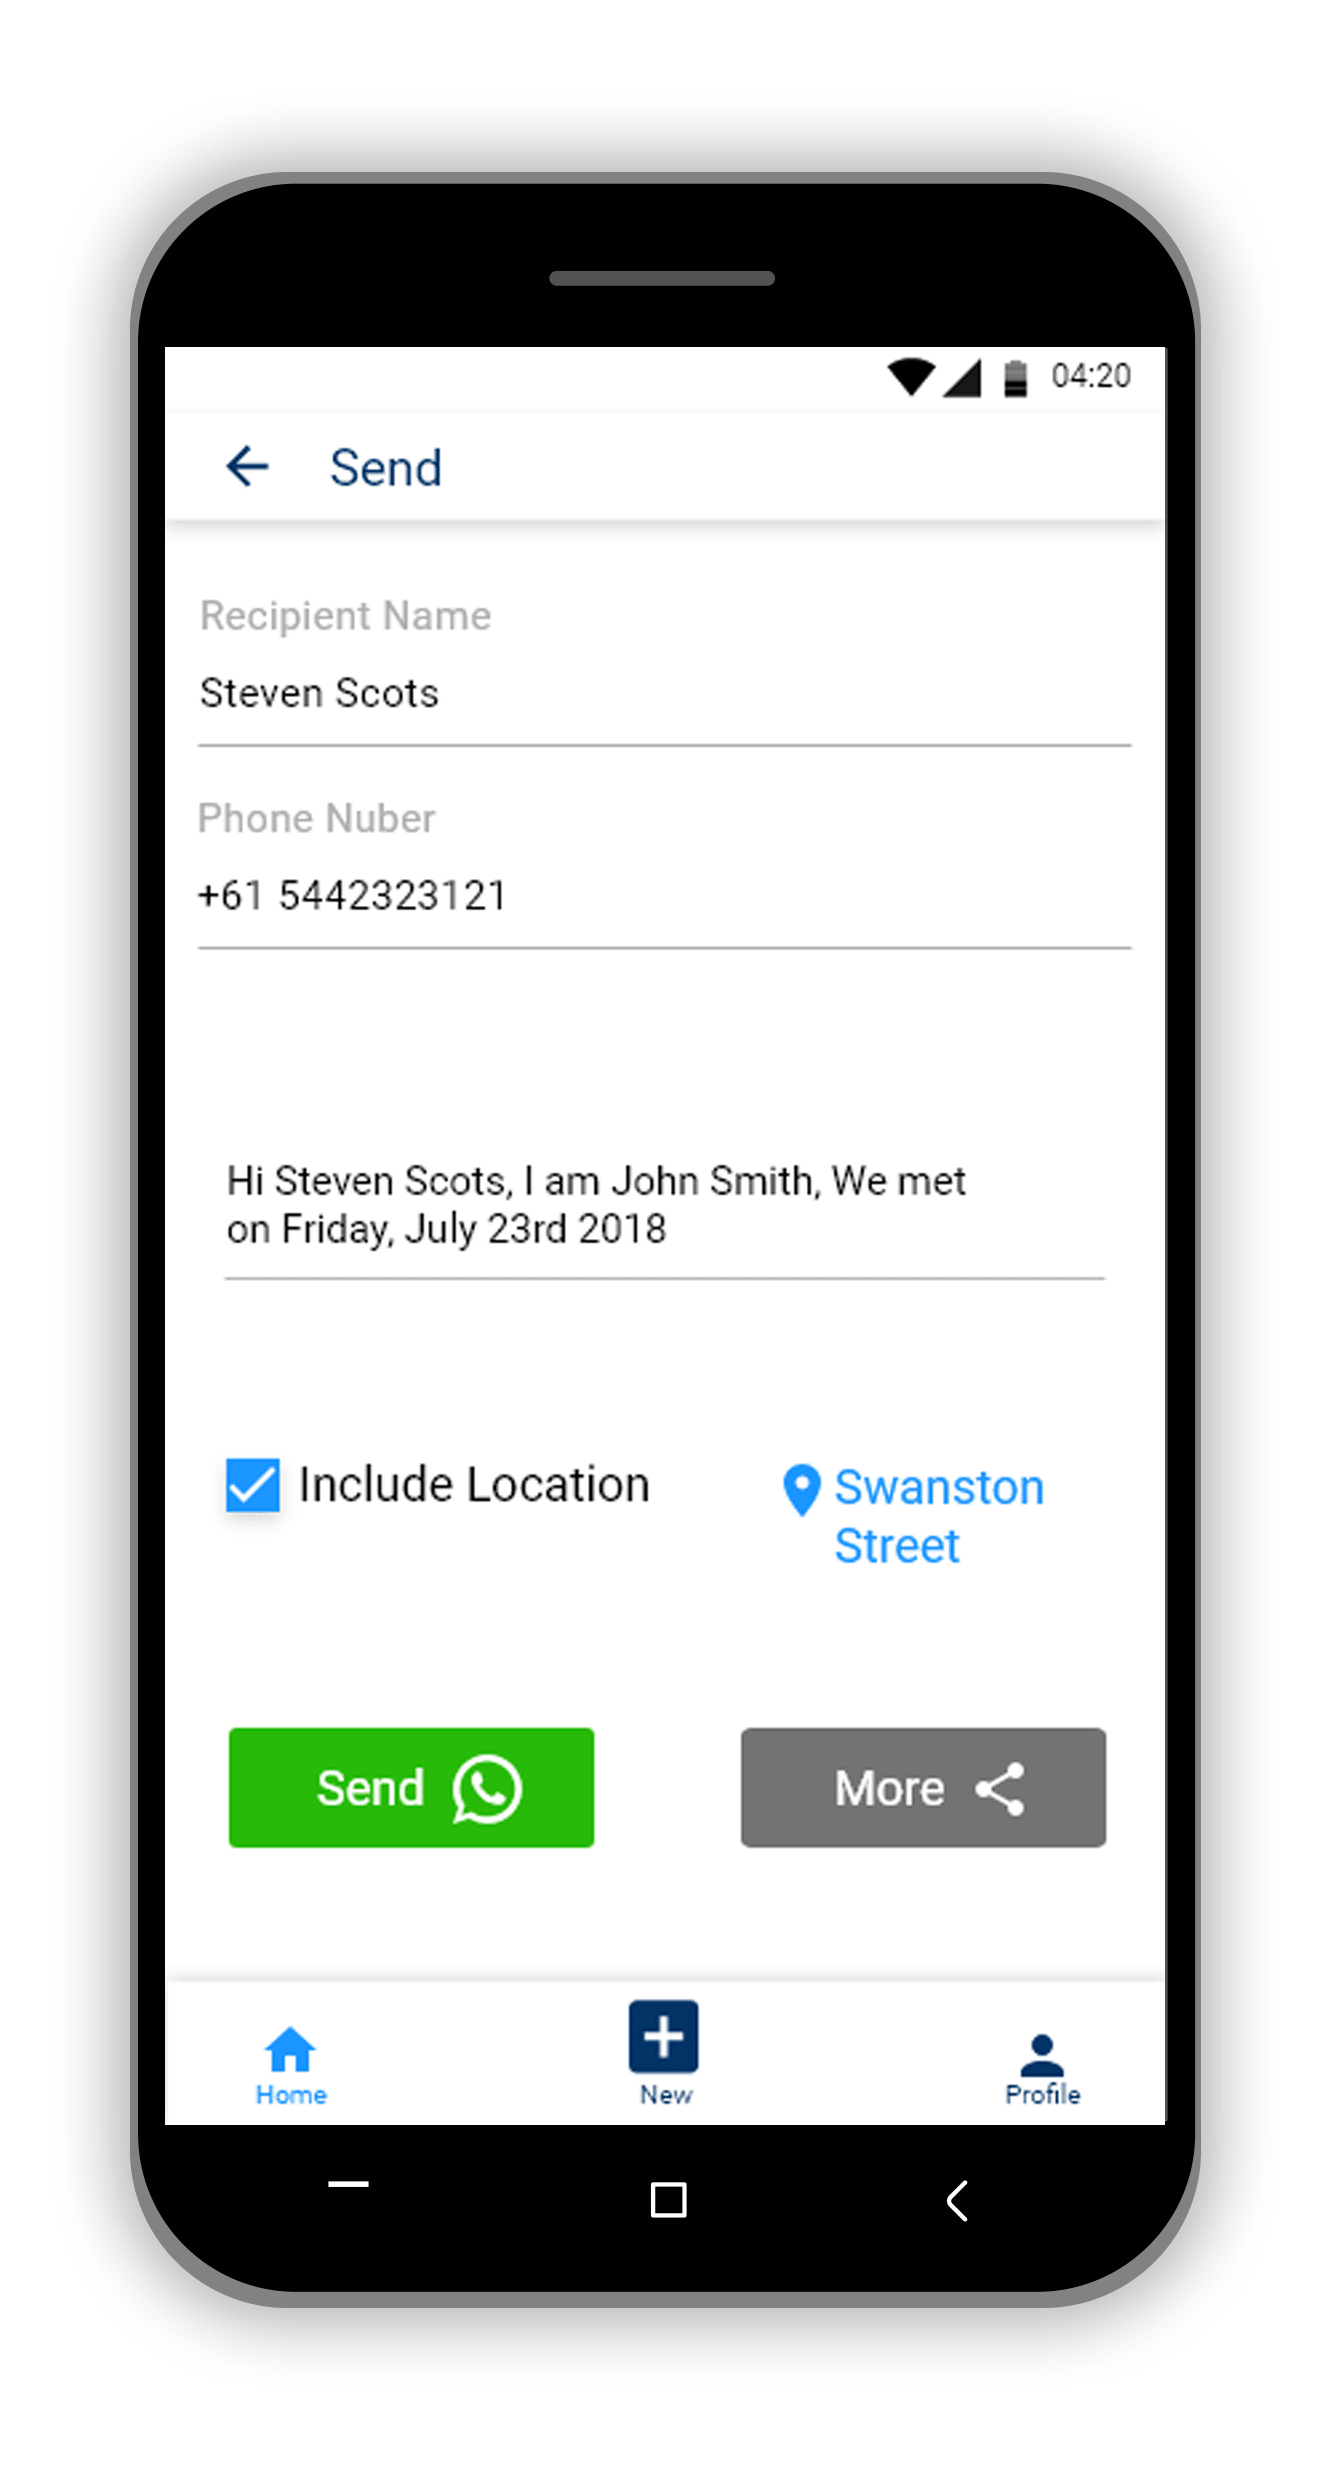 04:20
Send
Recipient Name
Steven Scots
Phone Nuber
+61 5442323121
Hi Steven Scots, I am John Smith, We met
on Friday, July 23rd 2018
Include Location
Swanston
Street
Send
More
Home
New
Profile